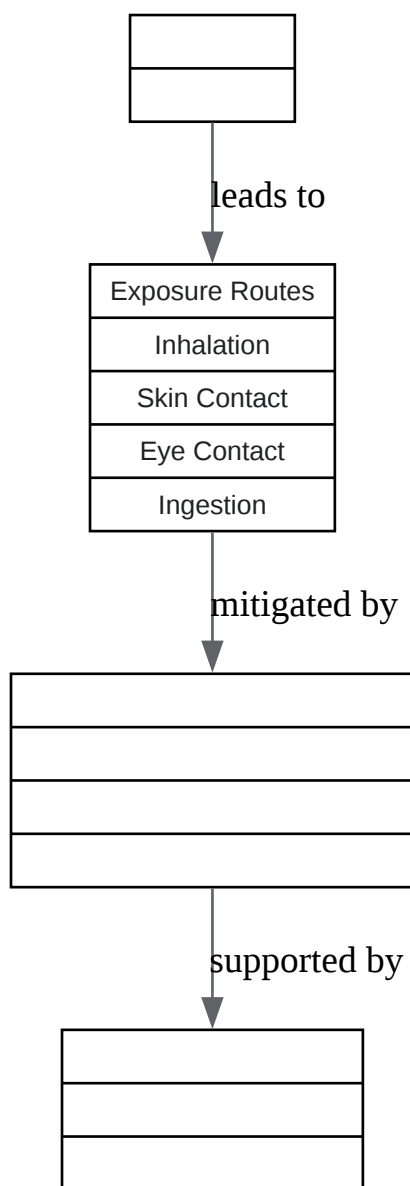 leads to
Exposure Routes
Inhalation
Skin Contact
Eye Contact
Ingestion
mitigated by
supported by